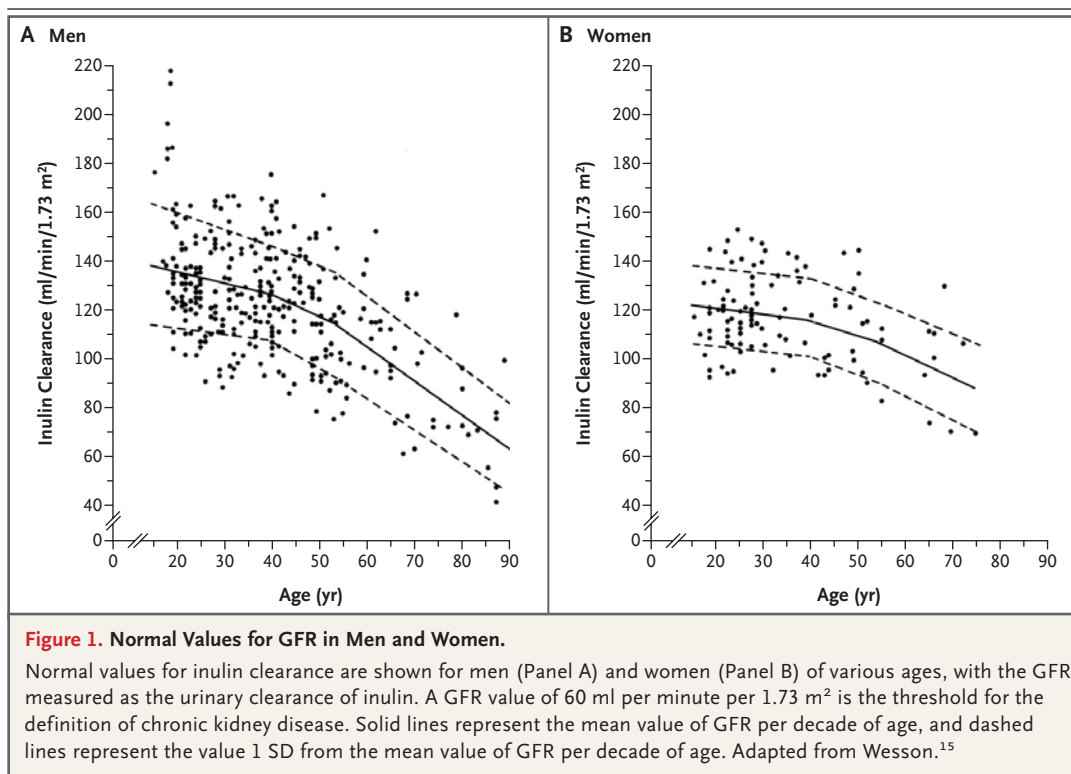 A Men
220
200
180
160
140
120
100
80
60
40
0
Inulin Clearance (ml/min/1.73 m²)
0 20 30 40 50 60 70 80 90
Age (yr)
B Women
220
200
180
160
140
120
100
80
60
40
0
Inulin Clearance (ml/min/1.73 m²)
0 20 30 40 50 60 70 80 90
Age (yr)
Figure 1. Normal Values for GFR in Men and Women.
Normal values for inulin clearance are shown for men (Panel A) and women (Panel B) of various ages, with the GFR
measured as the urinary clearance of inulin. A GFR value of 60 ml per minute per 1.73 m² is the threshold for the
definition of chronic kidney disease. Solid lines represent the mean value of GFR per decade of age, and dashed
lines represent the value 1 SD from the mean value of GFR per decade of age. Adapted from Wesson.¹⁵